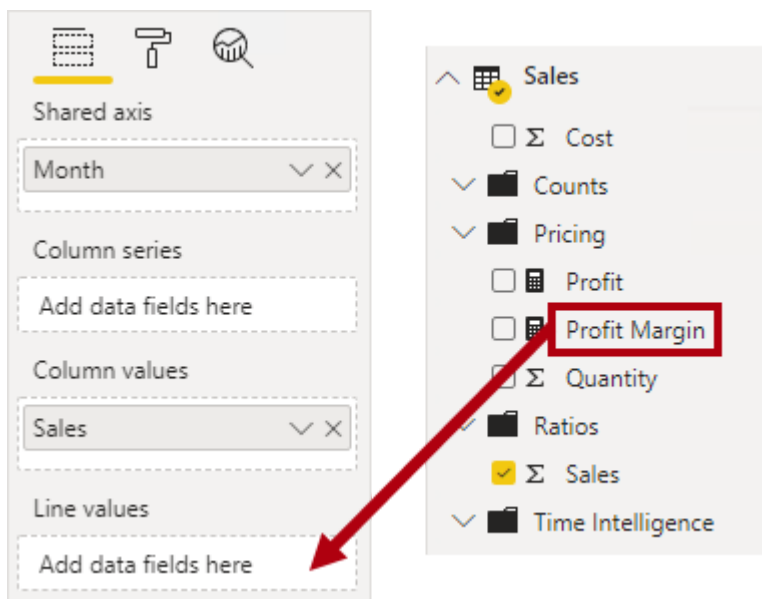 Shared axis
Month
Column series
Add data fields here
Column values
Sales
Line values
Add data fields here
Sales
Σ Cost
Counts
Pricing
Profit
Profit Margin
Σ Quantity
Ratios
Σ Sales
Time Intelligence